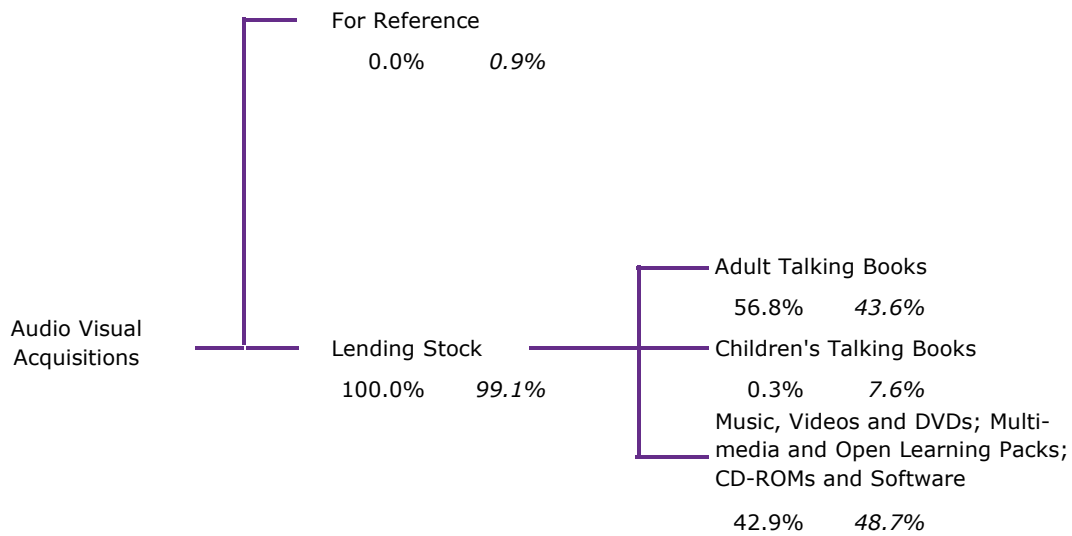 For Reference
0.0% 0.9%
Adult Talking Books
56.8% 43.6%
Audio Visual
Acquisitions
Lending Stock
100.0% 99.1%
Children's Talking Books
0.3% 7.6%
Music, Videos and DVDs; Multi-
media and Open Learning Packs;
CD-ROMs and Software
42.9% 48.7%